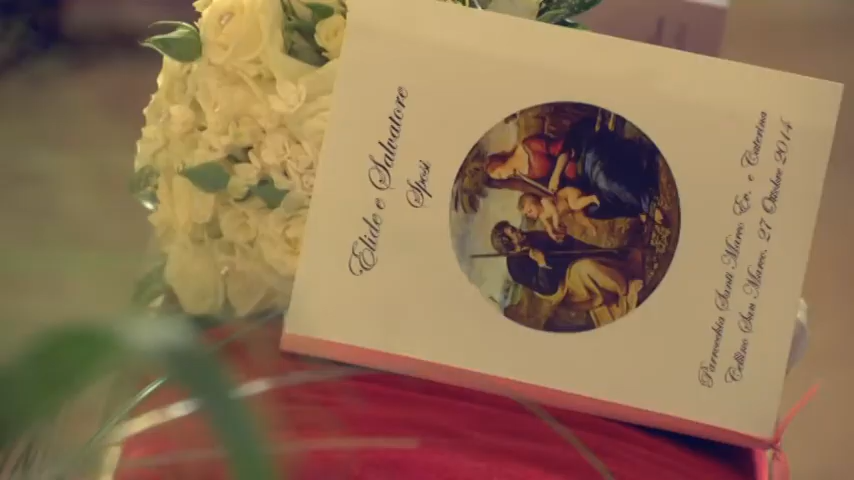 Elide e Salvatore
Sposi
Parrocchia Santi Marco Ev. e Caterina
Cellino San Marco, 27 Ottobre 2014